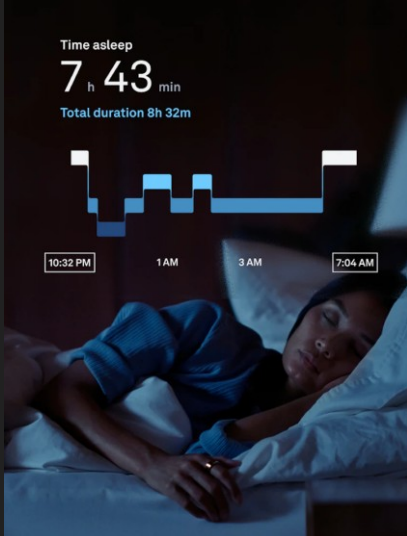 Time asleep
7 h 43 min
Total duration 8h 32m
10:32 PM 1 AM 3 AM 7:04 AM